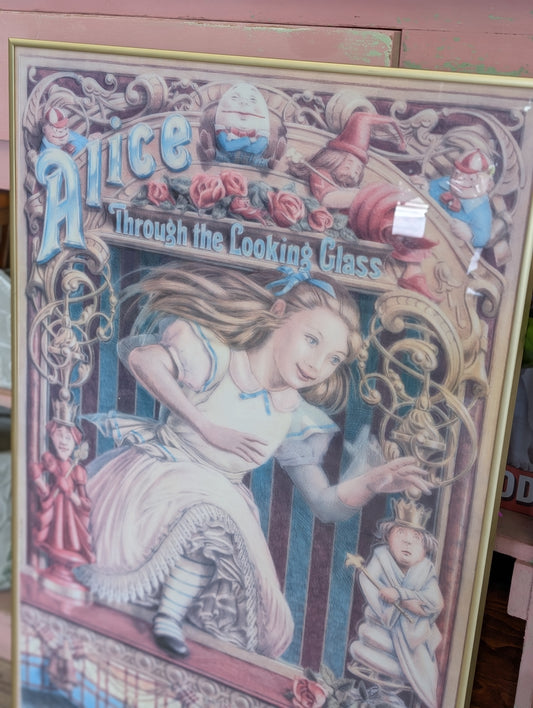 Alice
Through the Looking Glass